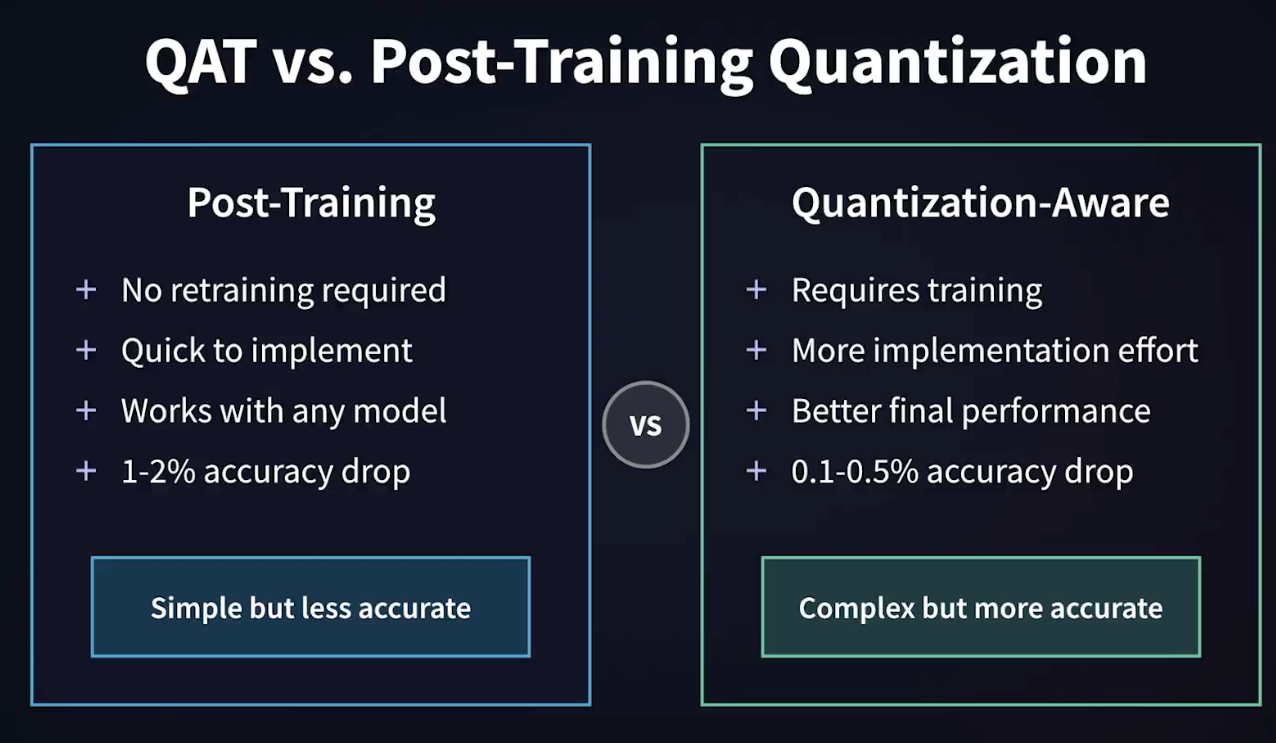 QAT vs. Post-Training Quantization
Post-Training
+ No retraining required
+ Quick to implement
+ Works with any model
+ 1-2% accuracy drop
Simple but less accurate
VS
Quantization-Aware
+ Requires training
+ More implementation effort
+ Better final performance
+ 0.1-0.5% accuracy drop
Complex but more accurate